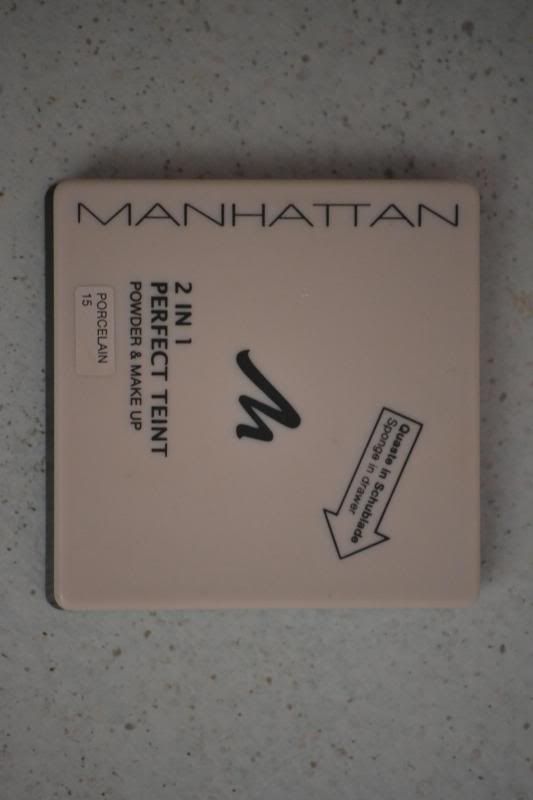 MANHATTAN
2 IN 1
PERFECT TEINT
POWDER & MAKE UP
PORCELAIN
15
Quaste in Schublade
Sponge in drawer